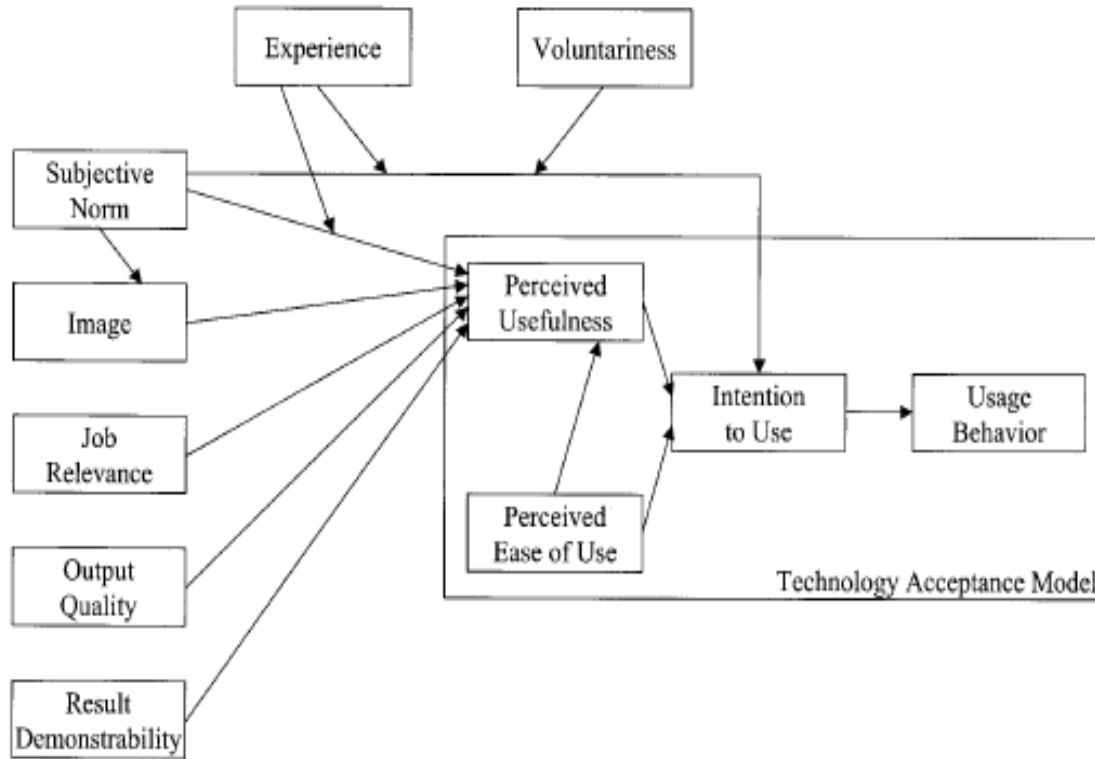 Experience
Voluntariness
Subjective
Norm
Image
Job
Relevance
Output
Quality
Result
Demonstrability
Perceived
Usefulness
Perceived
Ease of Use
Intention
to Use
Usage
Behavior
Technology Acceptance Model